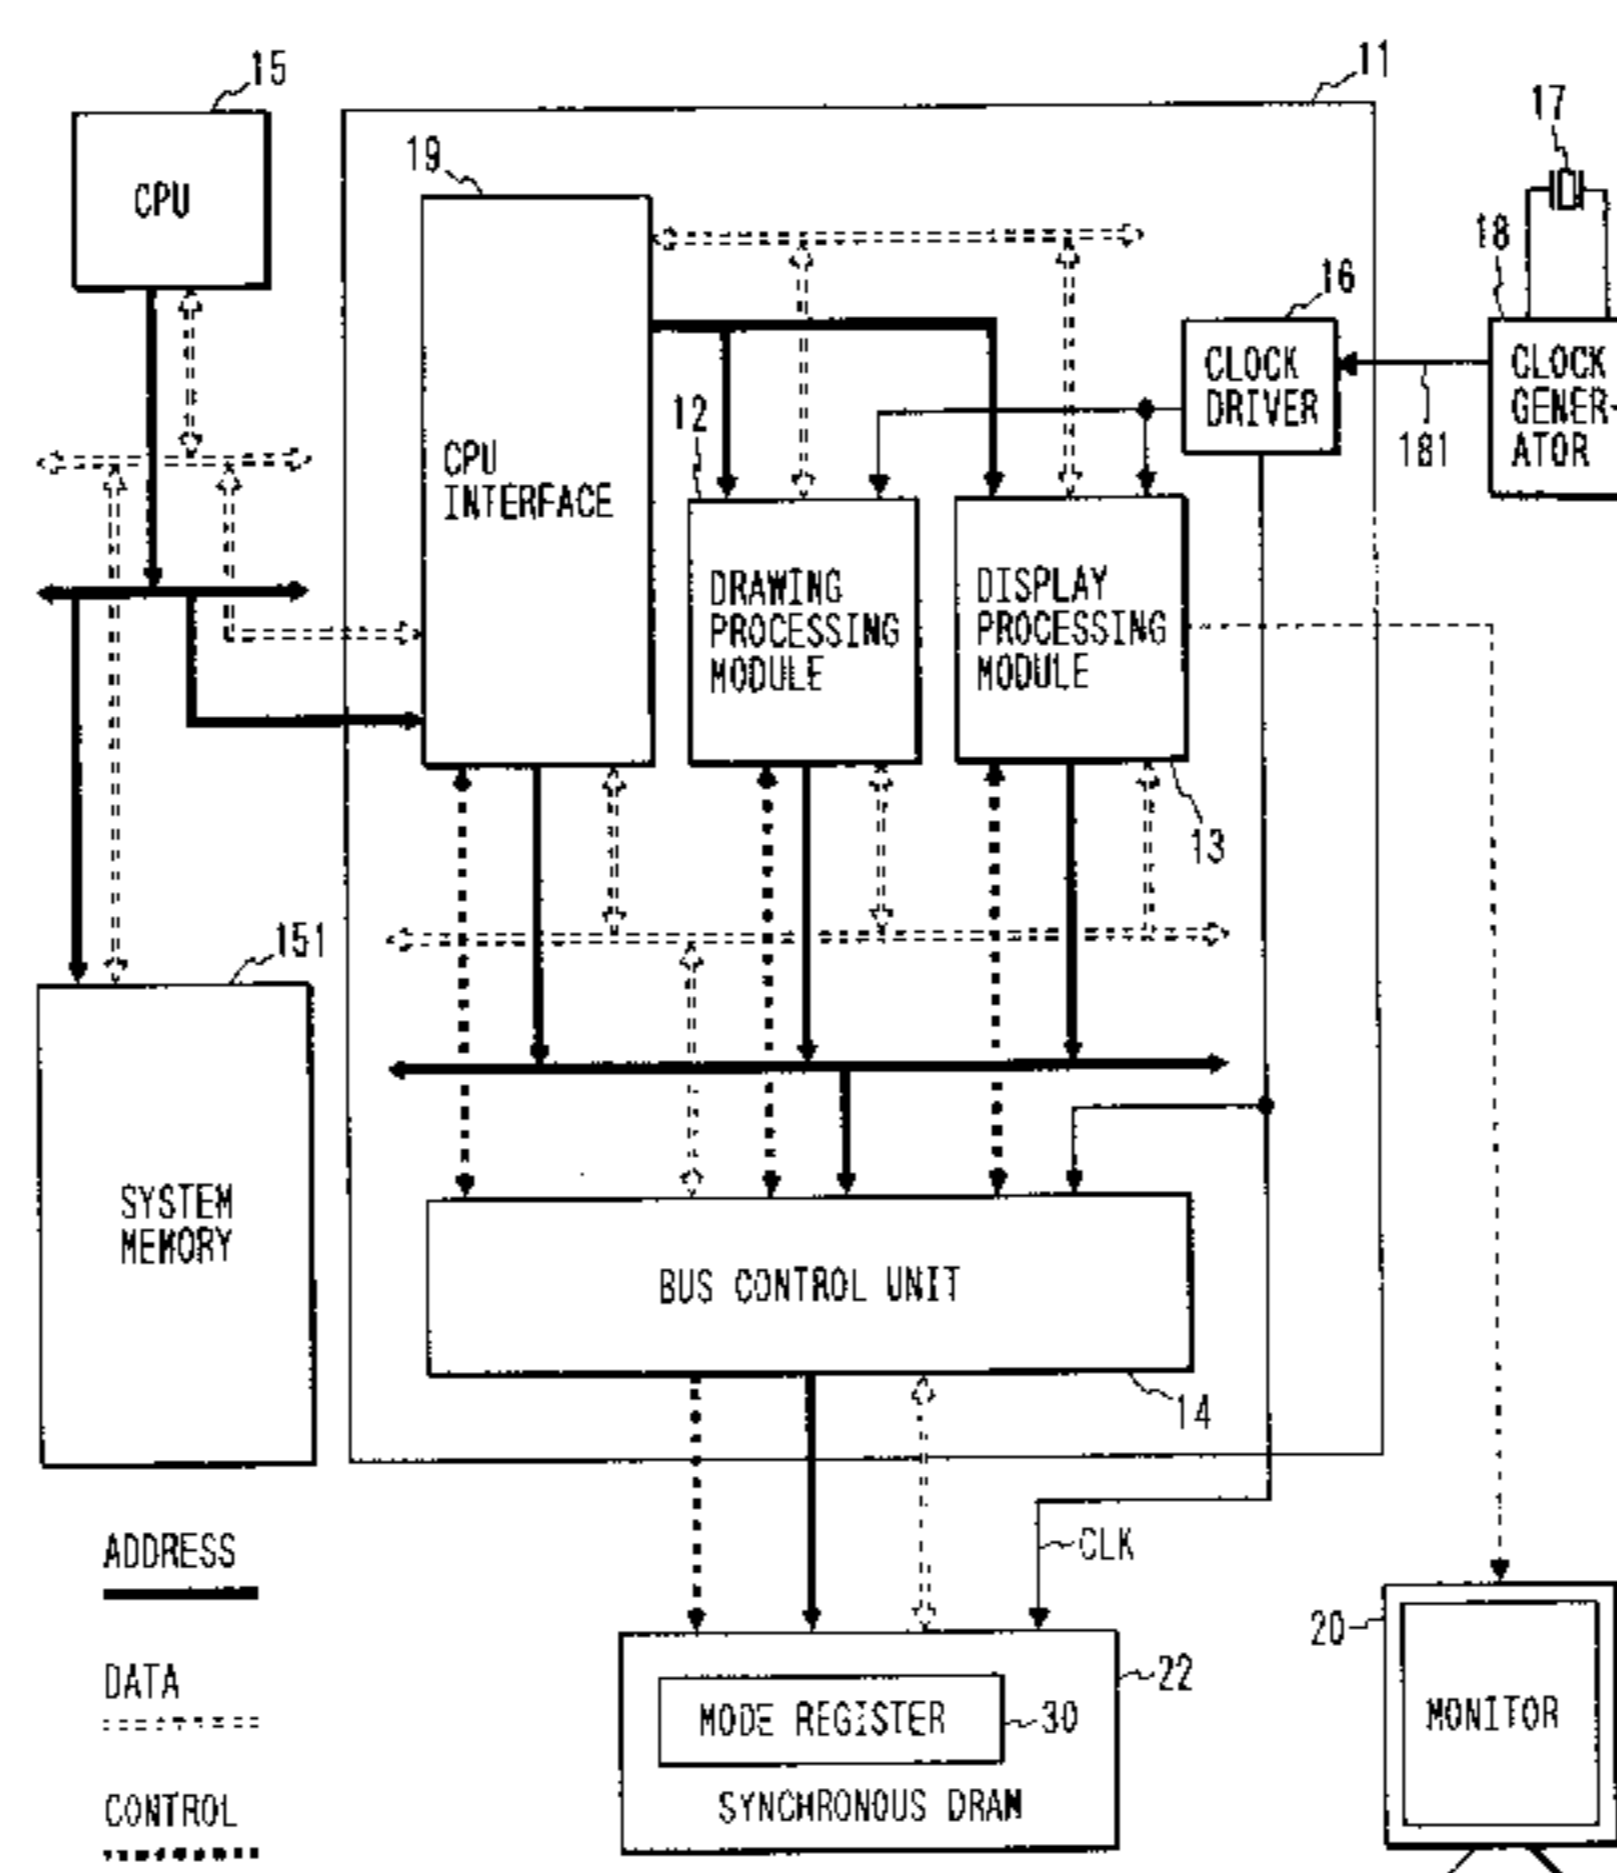 15
CPU
11
19
CPU
INTERFACE
17
18
16
CLOCK
DRIVER
CLOCK
GENER-
ATOR
181
12
DRAWING
PROCESSING
MODULE
DISPLAY
PROCESSING
MODULE
13
151
SYSTEM
MEMORY
BUS CONTROL UNIT
14
ADDRESS
DATA
CONTROL
CLK
22
MODE REGISTER
30
SYNCHRONOUS DRAM
20
MONITOR